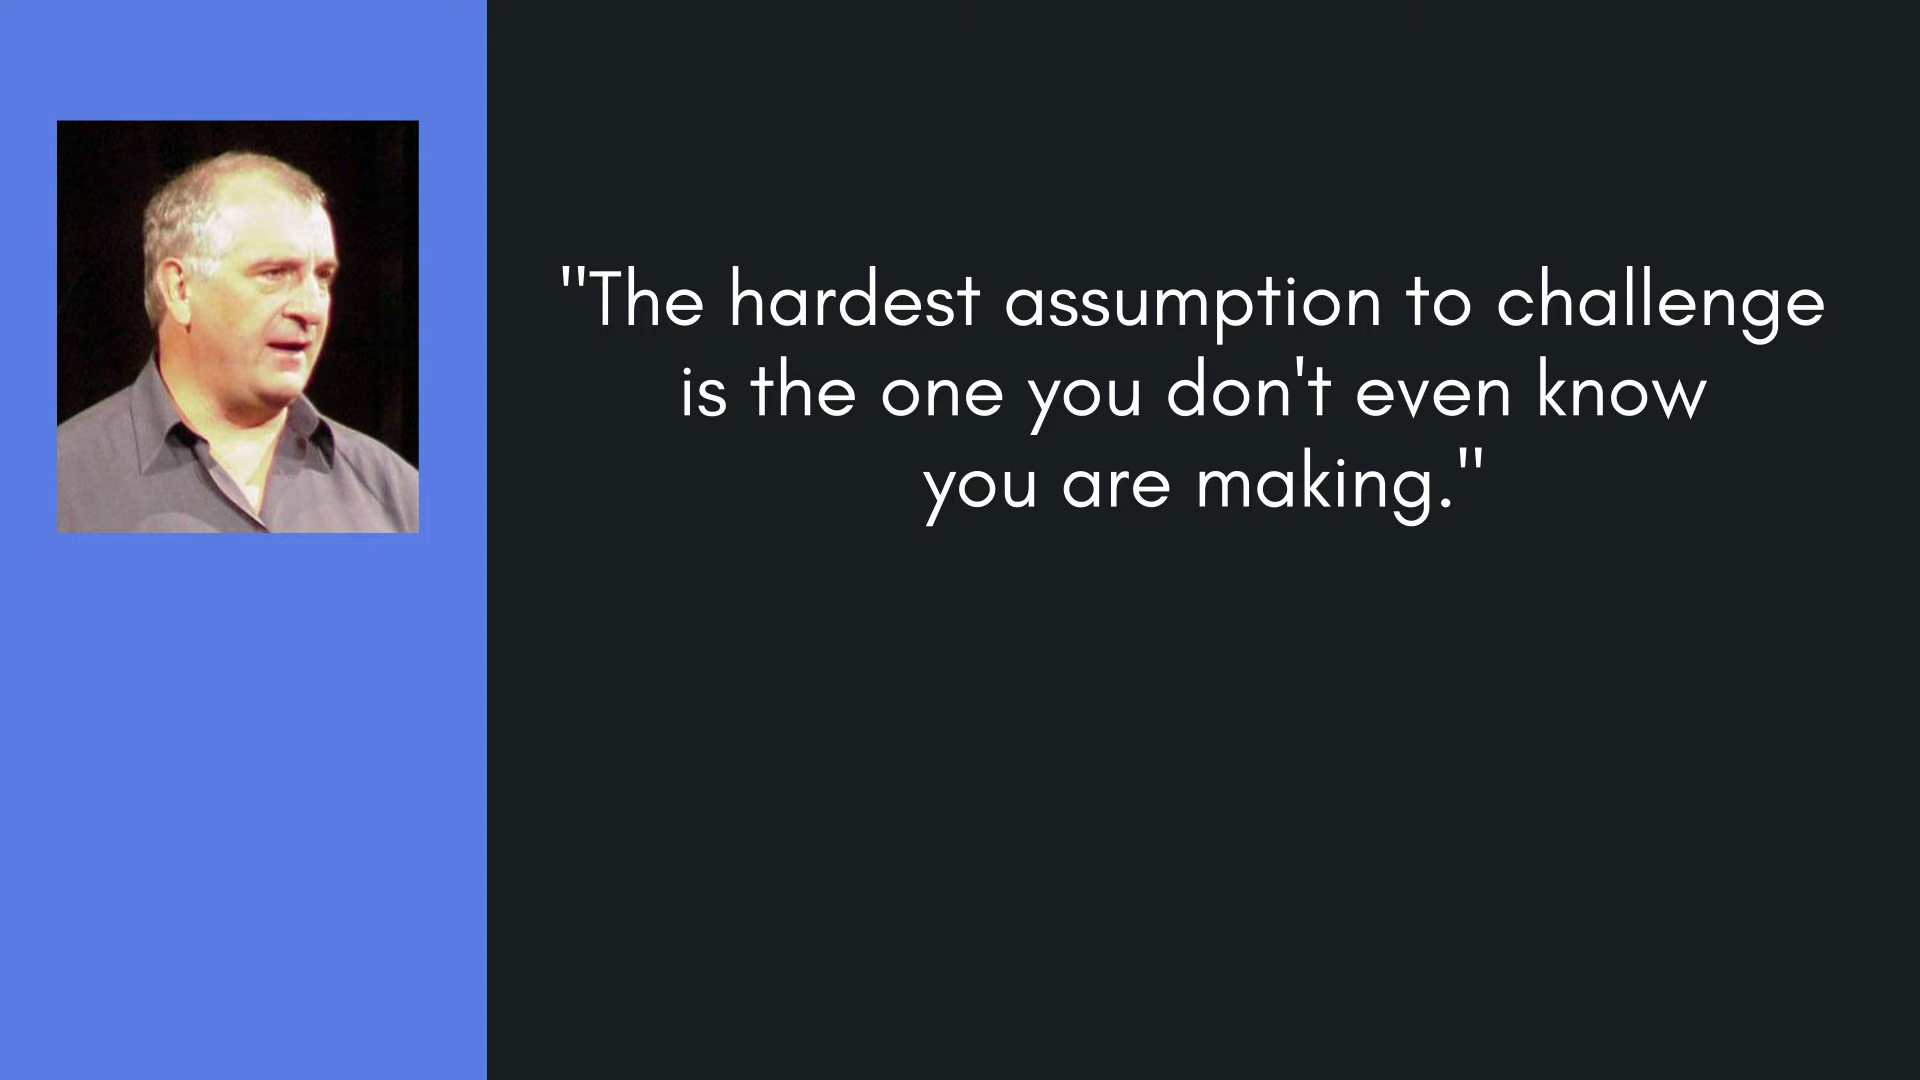 "The hardest assumption to challenge
is the one you don't even know
you are making."